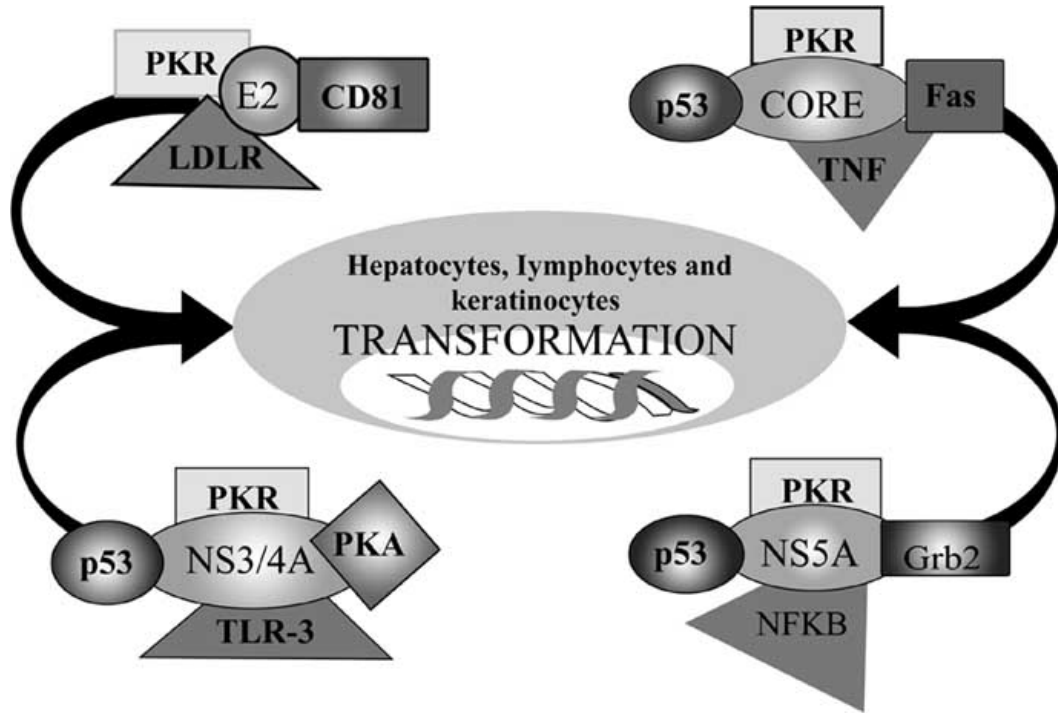 PKR
E2
CD81
LDLR
PKR
p53
CORE
Fas
TNF
Hepatocytes, lymphocytes and
keratinocytes
TRANSFORMATION
PKR
p53
NS3/4A
PKA
TLR-3
PKR
p53
NS5A
Grb2
NFKB